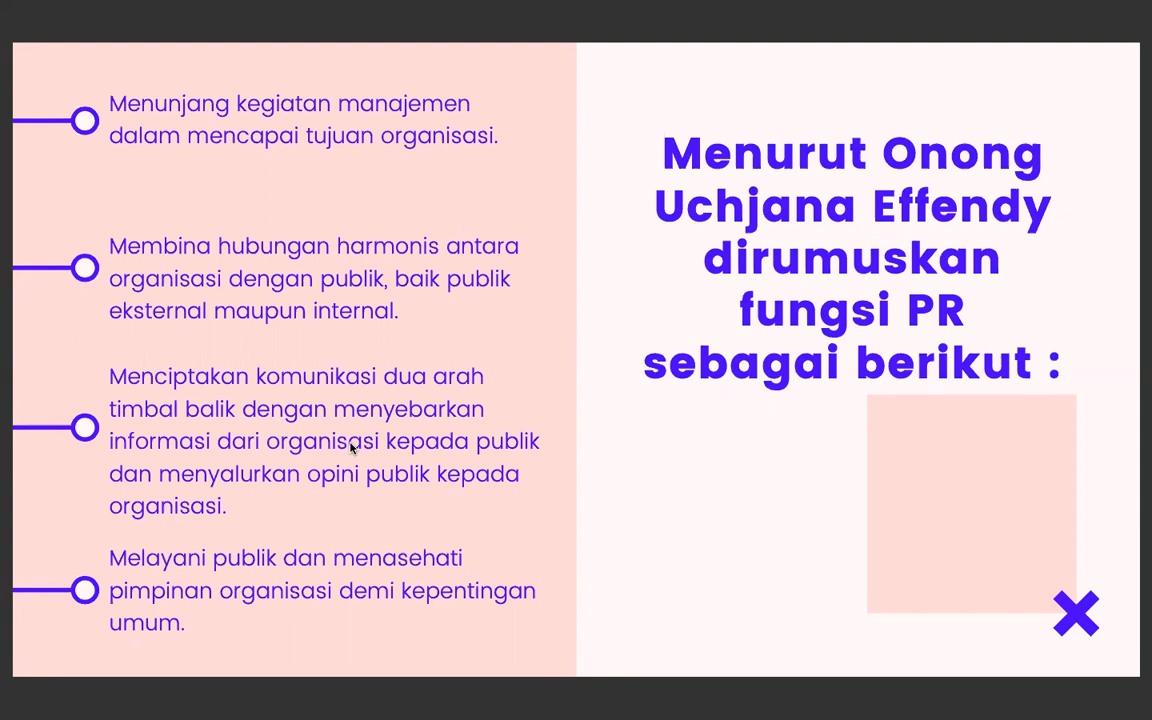 Menunjang kegiatan manajemen
dalam mencapai tujuan organisasi.
Membina hubungan harmonis antara
organisasi dengan publik, baik publik
eksternal maupun internal.
Menciptakan komunikasi dua arah
timbal balik dengan menyebarkan
informasi dari organisasi kepada publik
dan menyalurkan opini publik kepada
organisasi.
Melayani publik dan menasehati
pimpinan organisasi demi kepentingan
umum.
Menurut Onong
Uchjana Effendy
dirumuskan
fungsi PR
sebagai berikut :